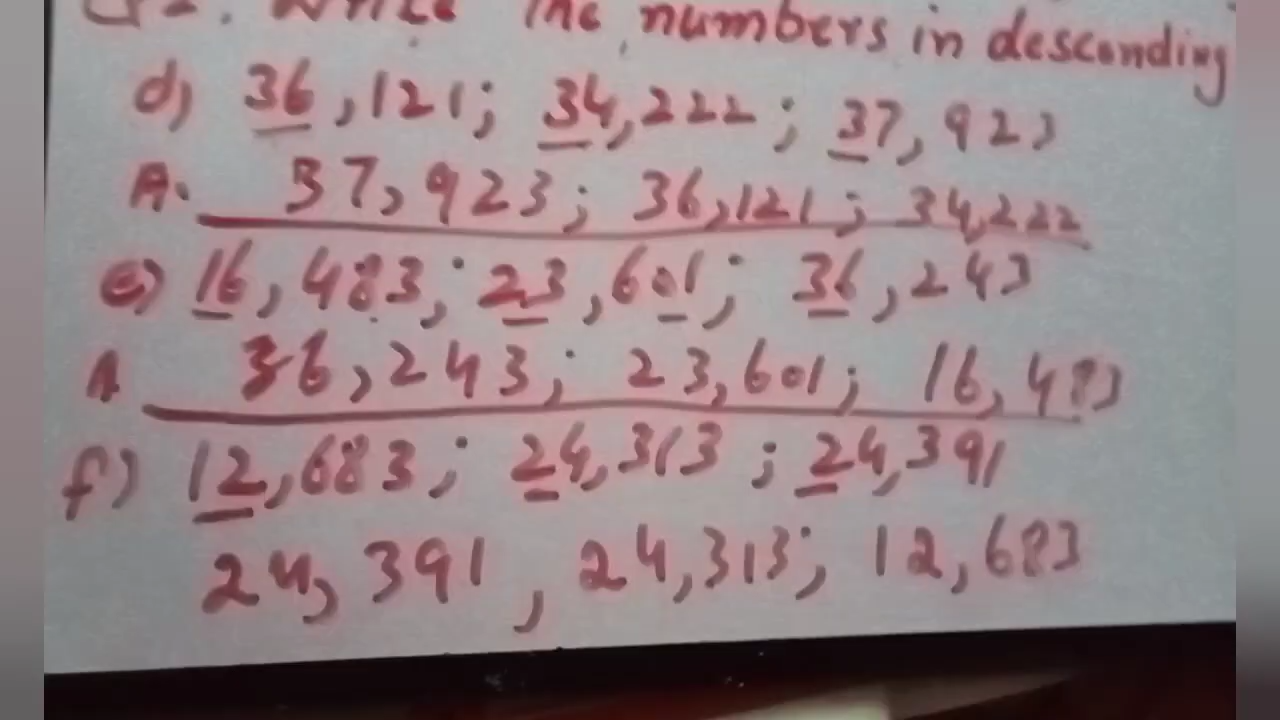 Write the numbers in descending
d) 36,121; 34,222; 37,923
A. 37,923; 36,121; 34,222
e) 16,483; 23,601; 36,243
A 36,243; 23,601; 16,483
f) 12,683; 24,313; 24,391
24,391, 24,313; 12,683